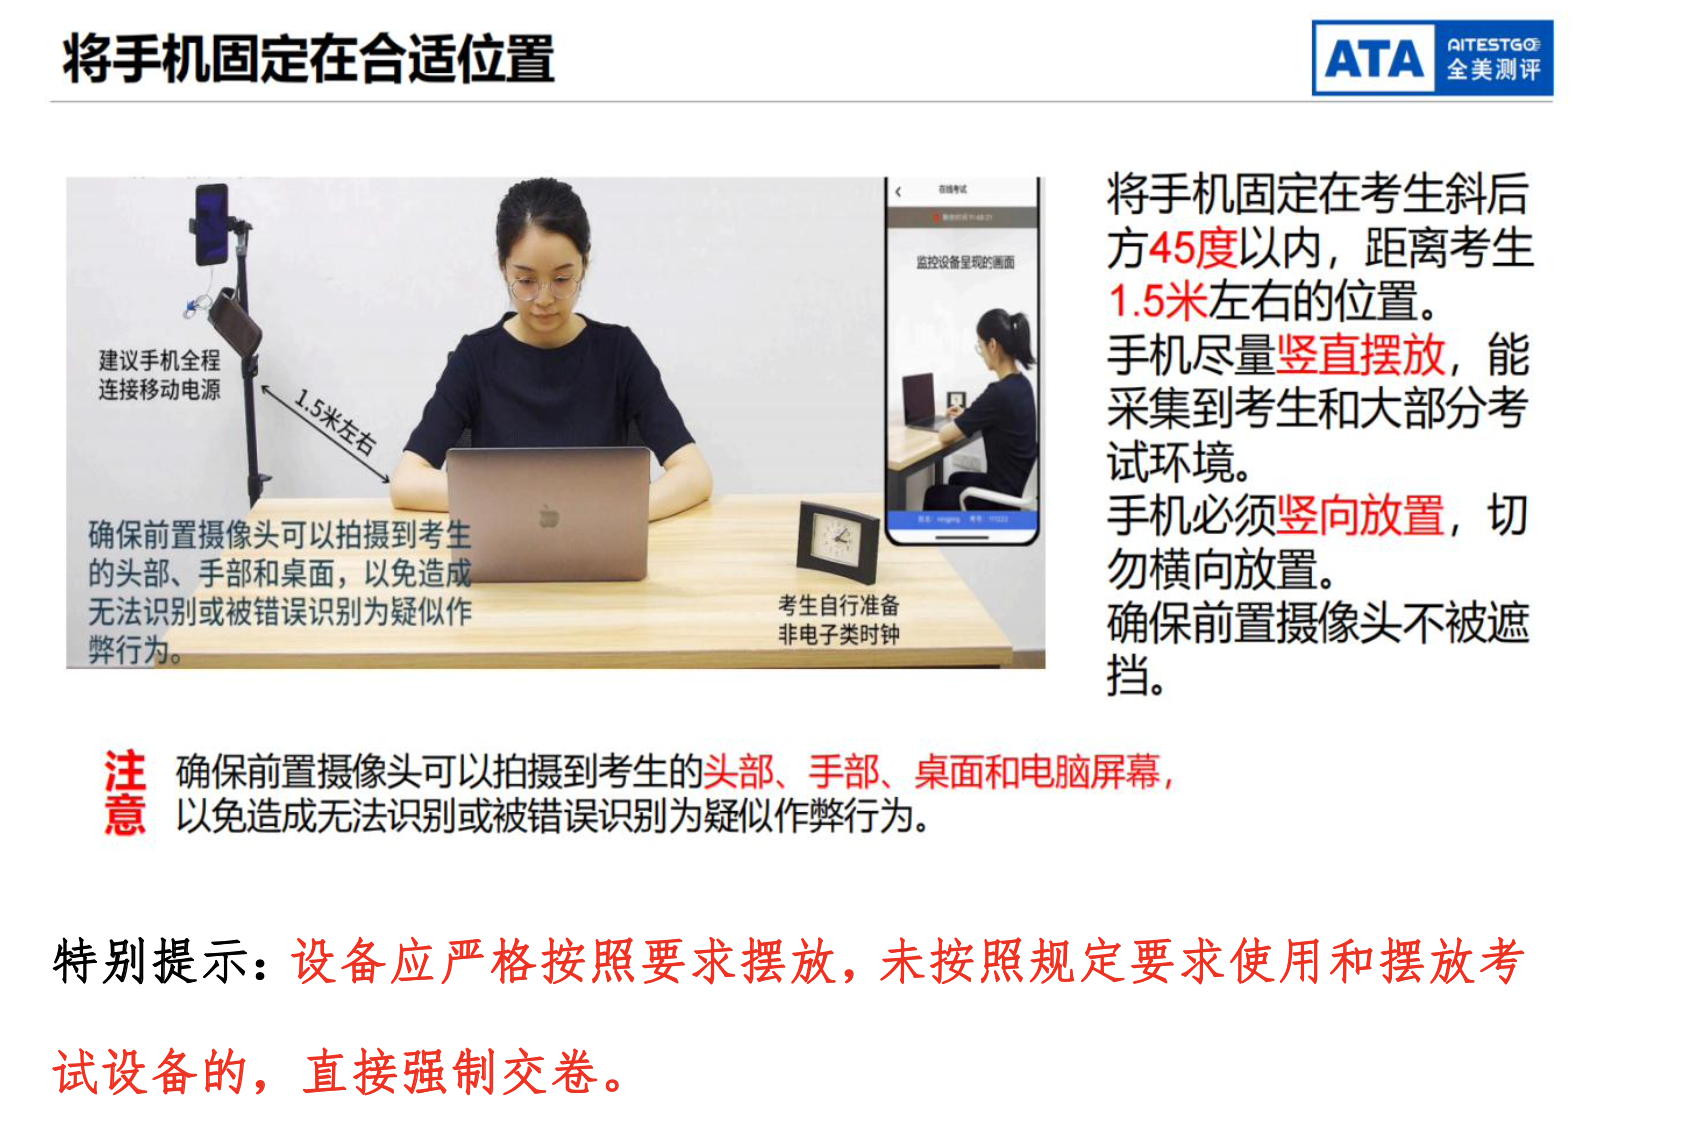 将手机固定在合适位置
ATA
AITESTGO
全美测评
建议手机全程
连接移动电源
1.5米左右
确保前置摄像头可以拍摄到考生
的头部、手部和桌面，以免造成
无法识别或被错误识别为疑似作
弊行为。
考生自行准备
非电子类时钟
在线考试
监控设备呈现的画面
将手机固定在考生斜后
方45度以内，距离考生
1.5米左右的位置。
手机尽量竖直摆放，能
采集到考生和大部分考
试环境。
手机必须竖向放置，切
勿横向放置。
确保前置摄像头不被遮
挡。
注意
确保前置摄像头可以拍摄到考生的头部、手部、桌面和电脑屏幕，
以免造成无法识别或被错误识别为疑似作弊行为。
特别提示：设备应严格按照要求摆放，未按照规定要求使用和摆放考
试设备的，直接强制交卷。